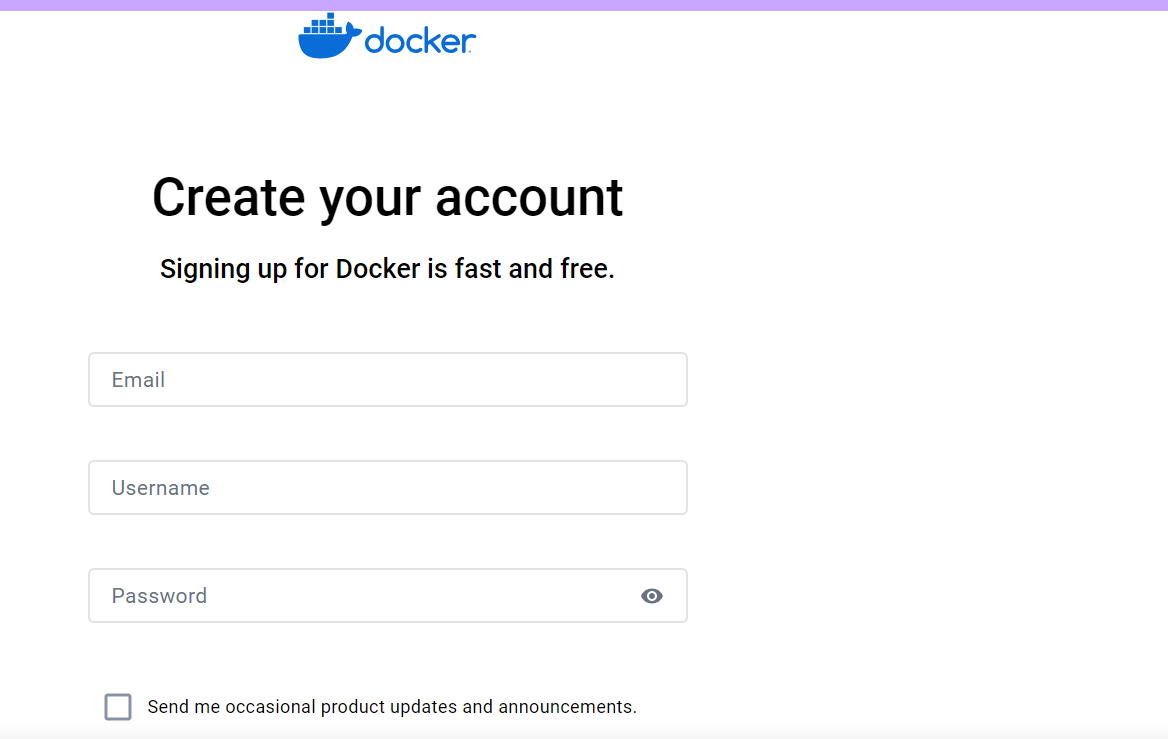 docker
Create your account
Signing up for Docker is fast and free.
Email
Username
Password
Send me occasional product updates and announcements.